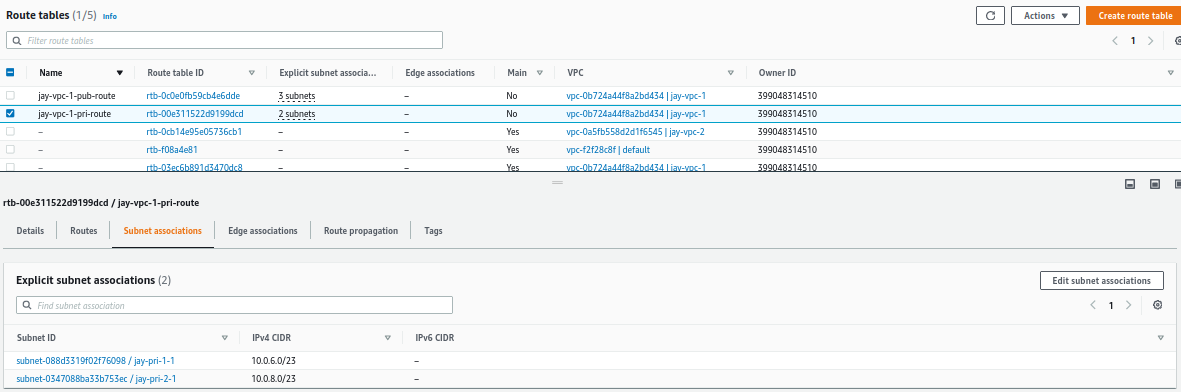 Route tables (1/5) Info
Actions
Create route table
Filter route tables
1
Name Route table ID Explicit subnet associa... Edge associations Main VPC Owner ID
jay-vpc-1-pub-route rtb-0c0e0fb59cb4e6dde 3 subnets – No vpc-0b724a44f8a2bd434 | jay-vpc-1 399048314510
jay-vpc-1-pri-route rtb-00e311522d9199dcd 2 subnets – No vpc-0b724a44f8a2bd434 | jay-vpc-1 399048314510
– rtb-0cb14e95e05736cb1 – – Yes vpc-0a5fb558d2d1f6545 | jay-vpc-2 399048314510
– rtb-f08a4e81 – – Yes vpc-f2f28c8f | default 399048314510
– rtb-03ec6b891d3470dc8 – – Yes vpc-0b724a44f8a2bd434 | jay-vpc-1 399048314510
rtb-00e311522d9199dcd / jay-vpc-1-pri-route
Details Routes Subnet associations Edge associations Route propagation Tags
Explicit subnet associations (2)
Edit subnet associations
Find subnet association
1
Subnet ID IPv4 CIDR IPv6 CIDR
subnet-088d3319f02f76098 / jay-pri-1-1 10.0.6.0/23 –
subnet-0347088ba33b753ec / jay-pri-2-1 10.0.8.0/23 –